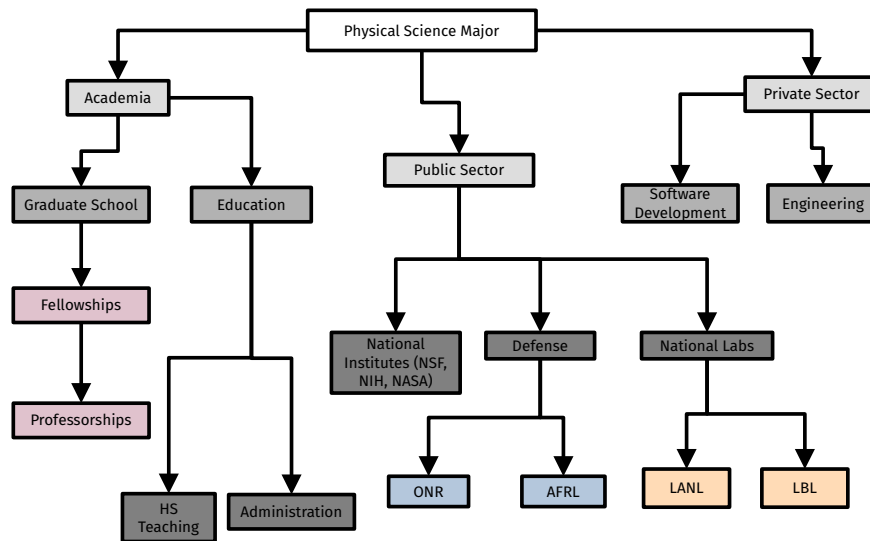 Physical Science Major
Academia
Private Sector
Public Sector
Graduate School
Education
Software
Development
Engineering
Fellowships
National
Institutes (NSF,
NIH, NASA)
Defense
National Labs
Professorships
ONR
AFRL
LANL
LBL
HS
Teaching
Administration